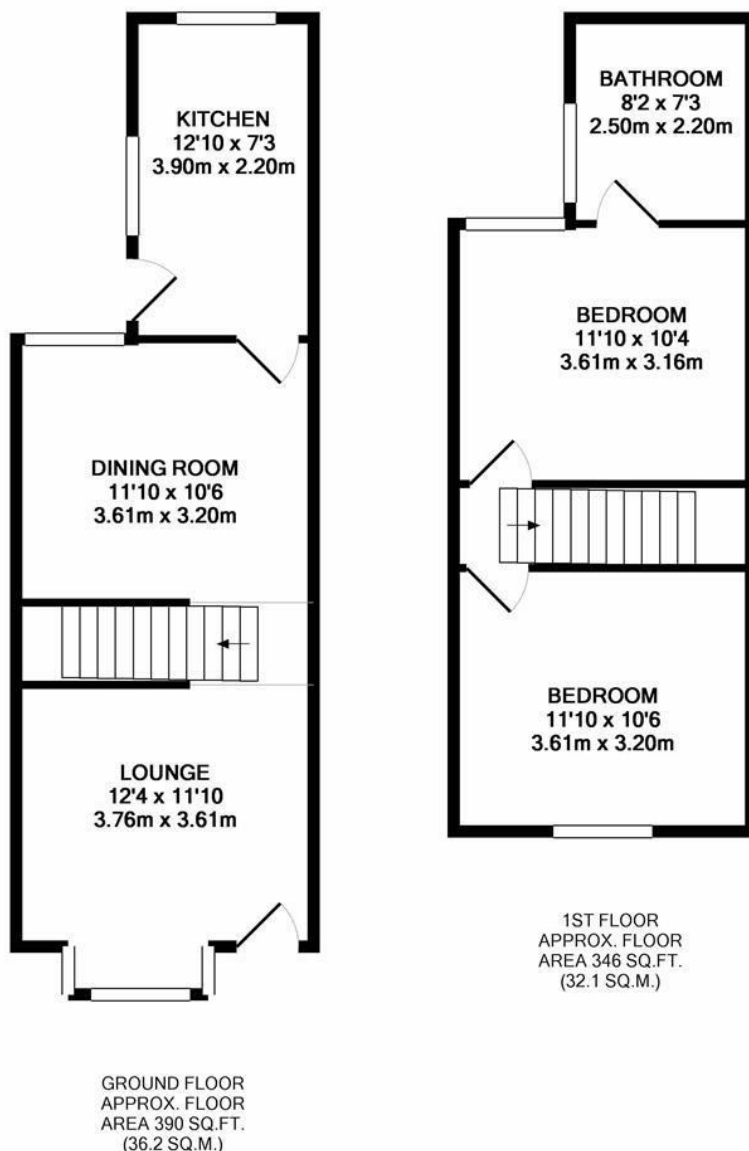 KITCHEN
12'10 x 7'3
3.90m x 2.20m
DINING ROOM
11'10 x 10'6
3.61m x 3.20m
LOUNGE
12'4 x 11'10
3.76m x 3.61m
GROUND FLOOR
APPROX. FLOOR
AREA 390 SQ.FT.
(36.2 SQ.M.)
BATHROOM
8'2 x 7'3
2.50m x 2.20m
BEDROOM
11'10 x 10'4
3.61m x 3.16m
BEDROOM
11'10 x 10'6
3.61m x 3.20m
1ST FLOOR
APPROX. FLOOR
AREA 346 SQ.FT.
(32.1 SQ.M.)